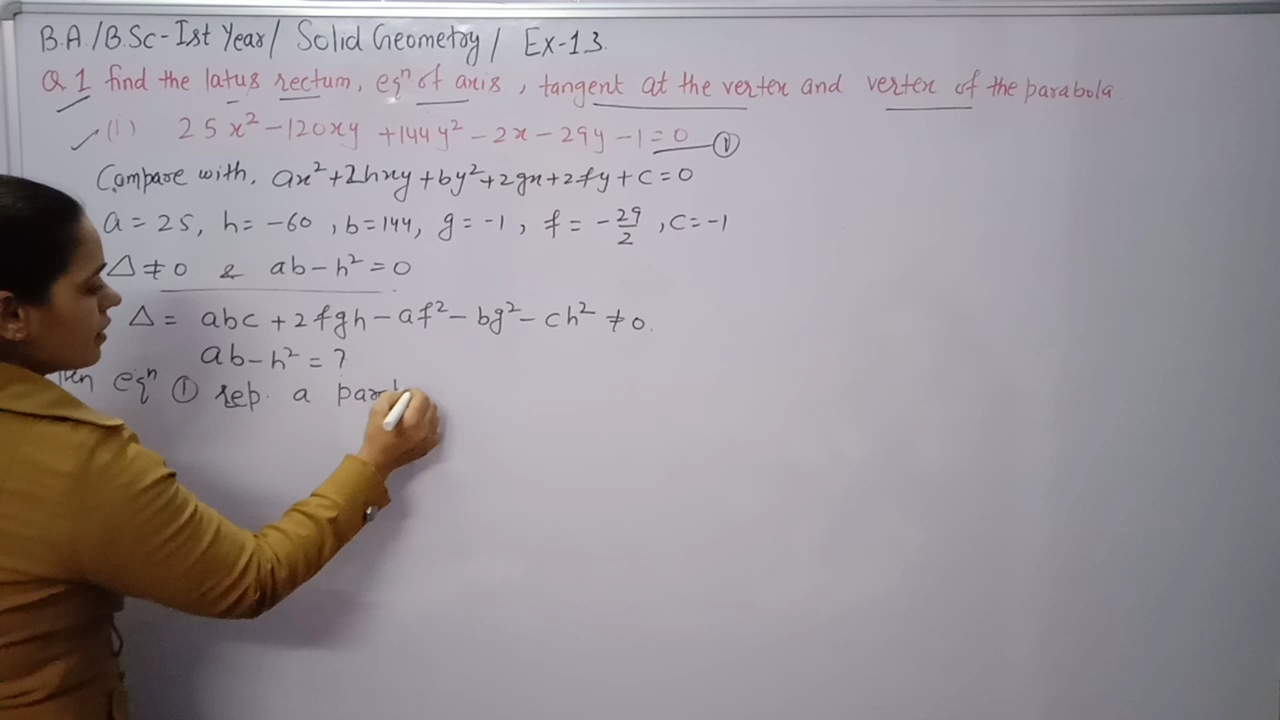 B.A./B.Sc-Ist Year/ Solid Geometry/ Ex-1.3.
Q 1 find the latus rectum, eqⁿ of axis, tangent at the vertex and vertex of the parabola.
(i) 25x² - 120xy + 144y² - 2x - 29y - 1 = 0 ①
Compare with, ax² + 2hxy + by² + 2gx + 2fy + c = 0
a = 25, h = -60, b = 144, g = -1, f = -29/2, c = -1
Δ ≠ 0 & ab - h² = 0
Δ = abc + 2fgh - af² - bg² - ch² ≠ 0.
ab - h² = ?
eqⁿ ① rep. a